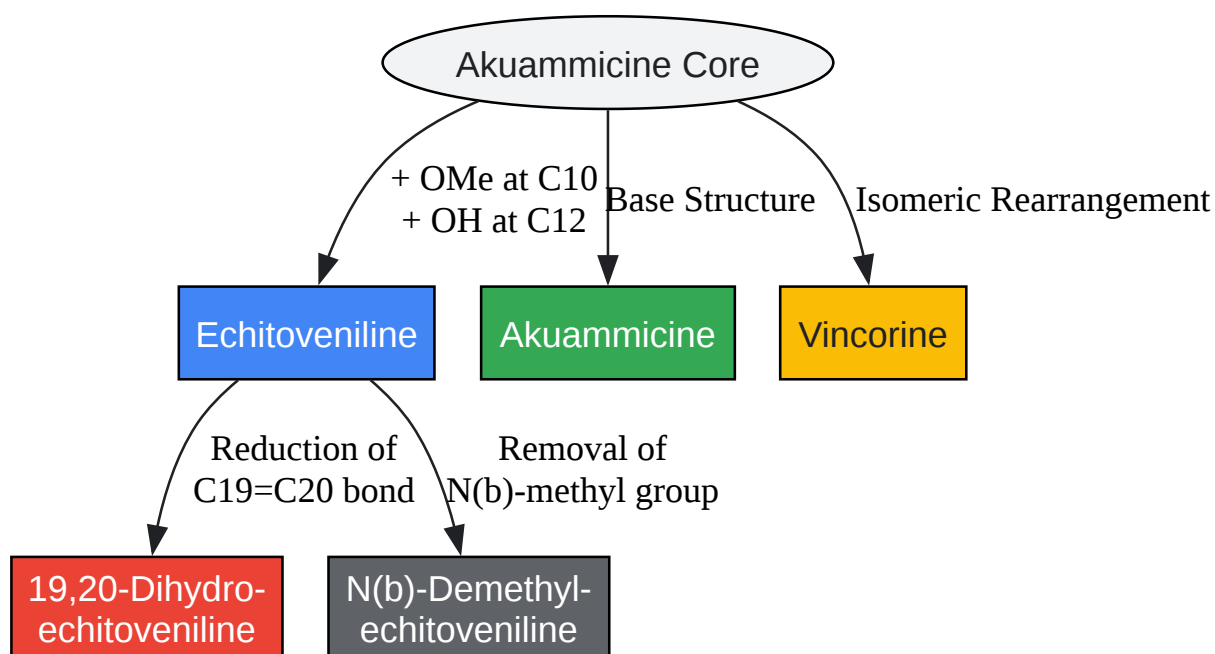 Akuammicine Core
+ OMe at C10
+ OH at C12
Base Structure
Isomeric Rearrangement
Echitoveniline
Akuammicine
Vincorine
Reduction of
C19=C20 bond
Removal of
N(b)-methyl group
19,20-Dihydro-
echitoveniline
N(b)-Demethyl-
echitoveniline